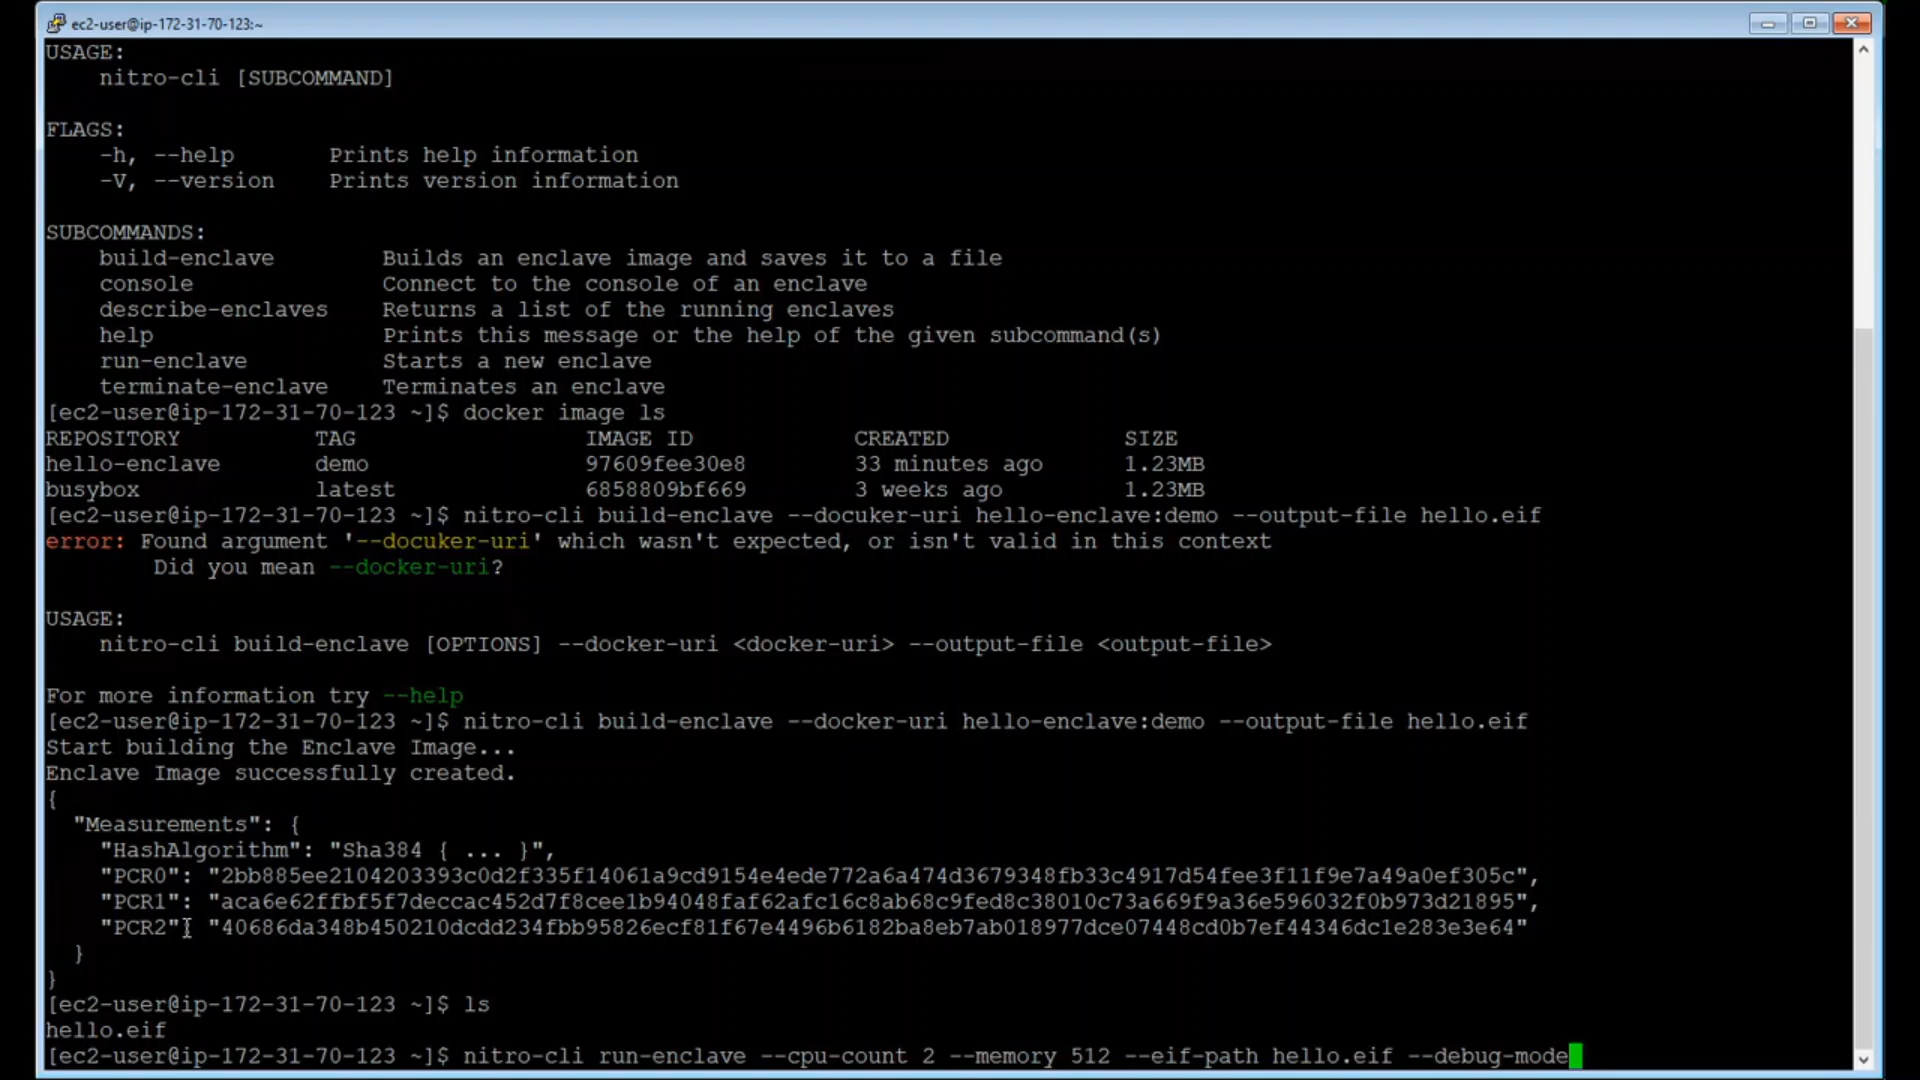 ec2-user@ip-172-31-70-123:~
USAGE:
    nitro-cli [SUBCOMMAND]
FLAGS:
    -h, --help       Prints help information
    -V, --version    Prints version information
SUBCOMMANDS:
    build-enclave        Builds an enclave image and saves it to a file
    console              Connect to the console of an enclave
    describe-enclaves    Returns a list of the running enclaves
    help                 Prints this message or the help of the given subcommand(s)
    run-enclave          Starts a new enclave
    terminate-enclave    Terminates an enclave
[ec2-user@ip-172-31-70-123 ~]$ docker image ls
REPOSITORY          TAG                 IMAGE ID            CREATED             SIZE
hello-enclave       demo                97609fee30e8        33 minutes ago      1.23MB
busybox             latest              6858809bf669        3 weeks ago         1.23MB
[ec2-user@ip-172-31-70-123 ~]$ nitro-cli build-enclave --docuker-uri hello-enclave:demo --output-file hello.eif
error: Found argument '--docuker-uri' which wasn't expected, or isn't valid in this context
        Did you mean --docker-uri?
USAGE:
    nitro-cli build-enclave [OPTIONS] --docker-uri <docker-uri> --output-file <output-file>
For more information try --help
[ec2-user@ip-172-31-70-123 ~]$ nitro-cli build-enclave --docker-uri hello-enclave:demo --output-file hello.eif
Start building the Enclave Image...
Enclave Image successfully created.
{
  "Measurements": {
    "HashAlgorithm": "Sha384 { ... }",
    "PCR0": "2bb885ee2104203393c0d2f335f14061a9cd9154e4ede772a6a474d3679348fb33c4917d54fee3f11f9e7a49a0ef305c",
    "PCR1": "aca6e62ffbf5f7deccac452d7f8cee1b94048faf62afc16c8ab68c9fed8c38010c73a669f9a36e596032f0b973d21895",
    "PCR2": "40686da348b450210dcdd234fbb95826ecf81f67e4496b6182ba8eb7ab018977dce07448cd0b7ef44346dc1e283e3e64"
  }
}
[ec2-user@ip-172-31-70-123 ~]$ ls
hello.eif
[ec2-user@ip-172-31-70-123 ~]$ nitro-cli run-enclave --cpu-count 2 --memory 512 --eif-path hello.eif --debug-mode